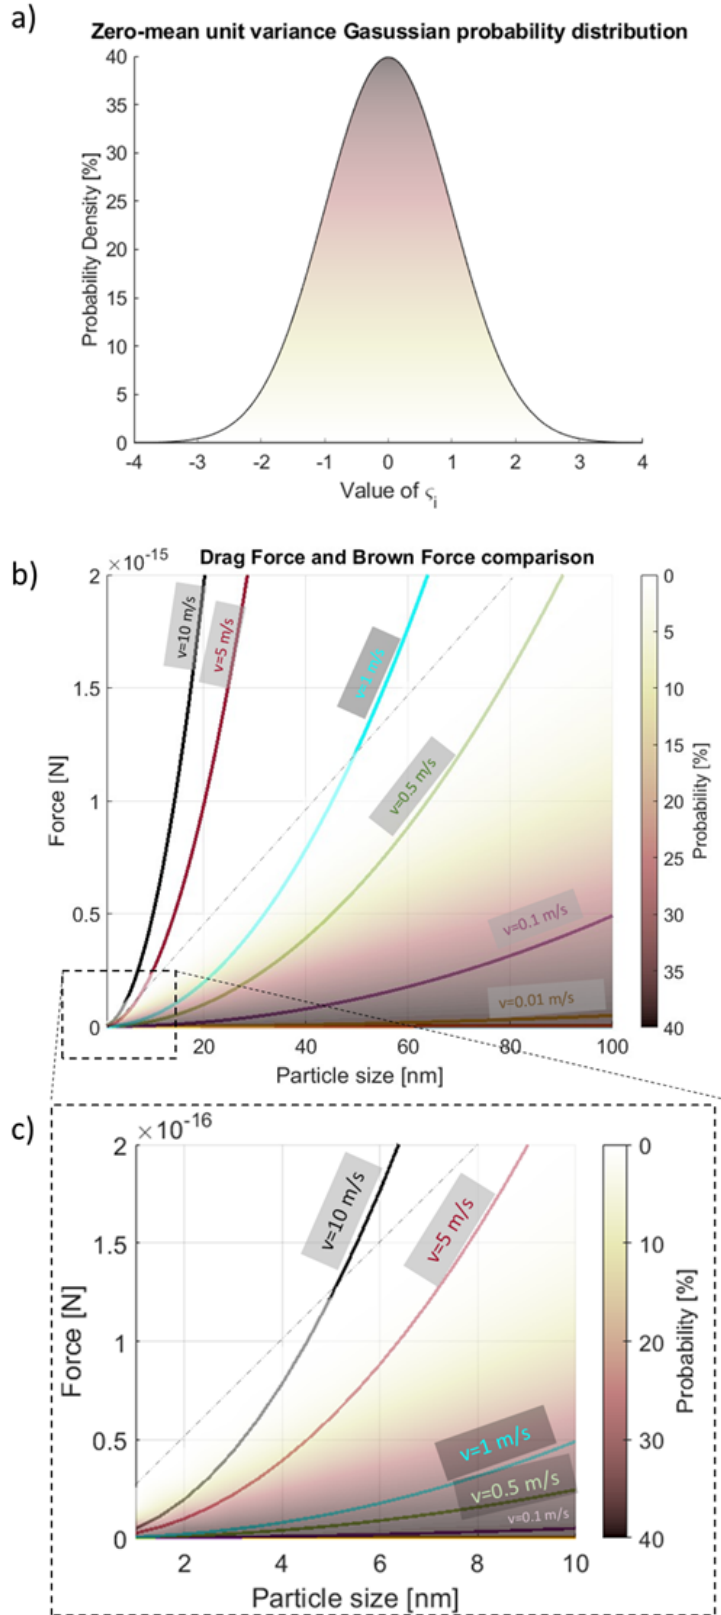 a)
Zero-mean unit variance Gasussian probability distribution
40
35
30
25
20
15
10
5
0
Probability Density [%]
-4 -3 -2 -1 0 1 2 3 4
Value of ςi
b)
×10-15
Drag Force and Brown Force comparison
2
1.5
1
0.5
0
Force [N]
v=10 m/s
v=5 m/s
v=1 m/s
v=0.5 m/s
v=0.1 m/s
v=0.01 m/s
20 40 60 80 100
Particle size [nm]
0
5
10
15
20
25
30
35
40
Probability [%]
c)
×10-16
2
1.5
1
0.5
0
Force [N]
v=10 m/s
v=5 m/s
v=1 m/s
v=0.5 m/s
v=0.1 m/s
2 4 6 8 10
Particle size [nm]
0
10
20
30
40
Probability [%]